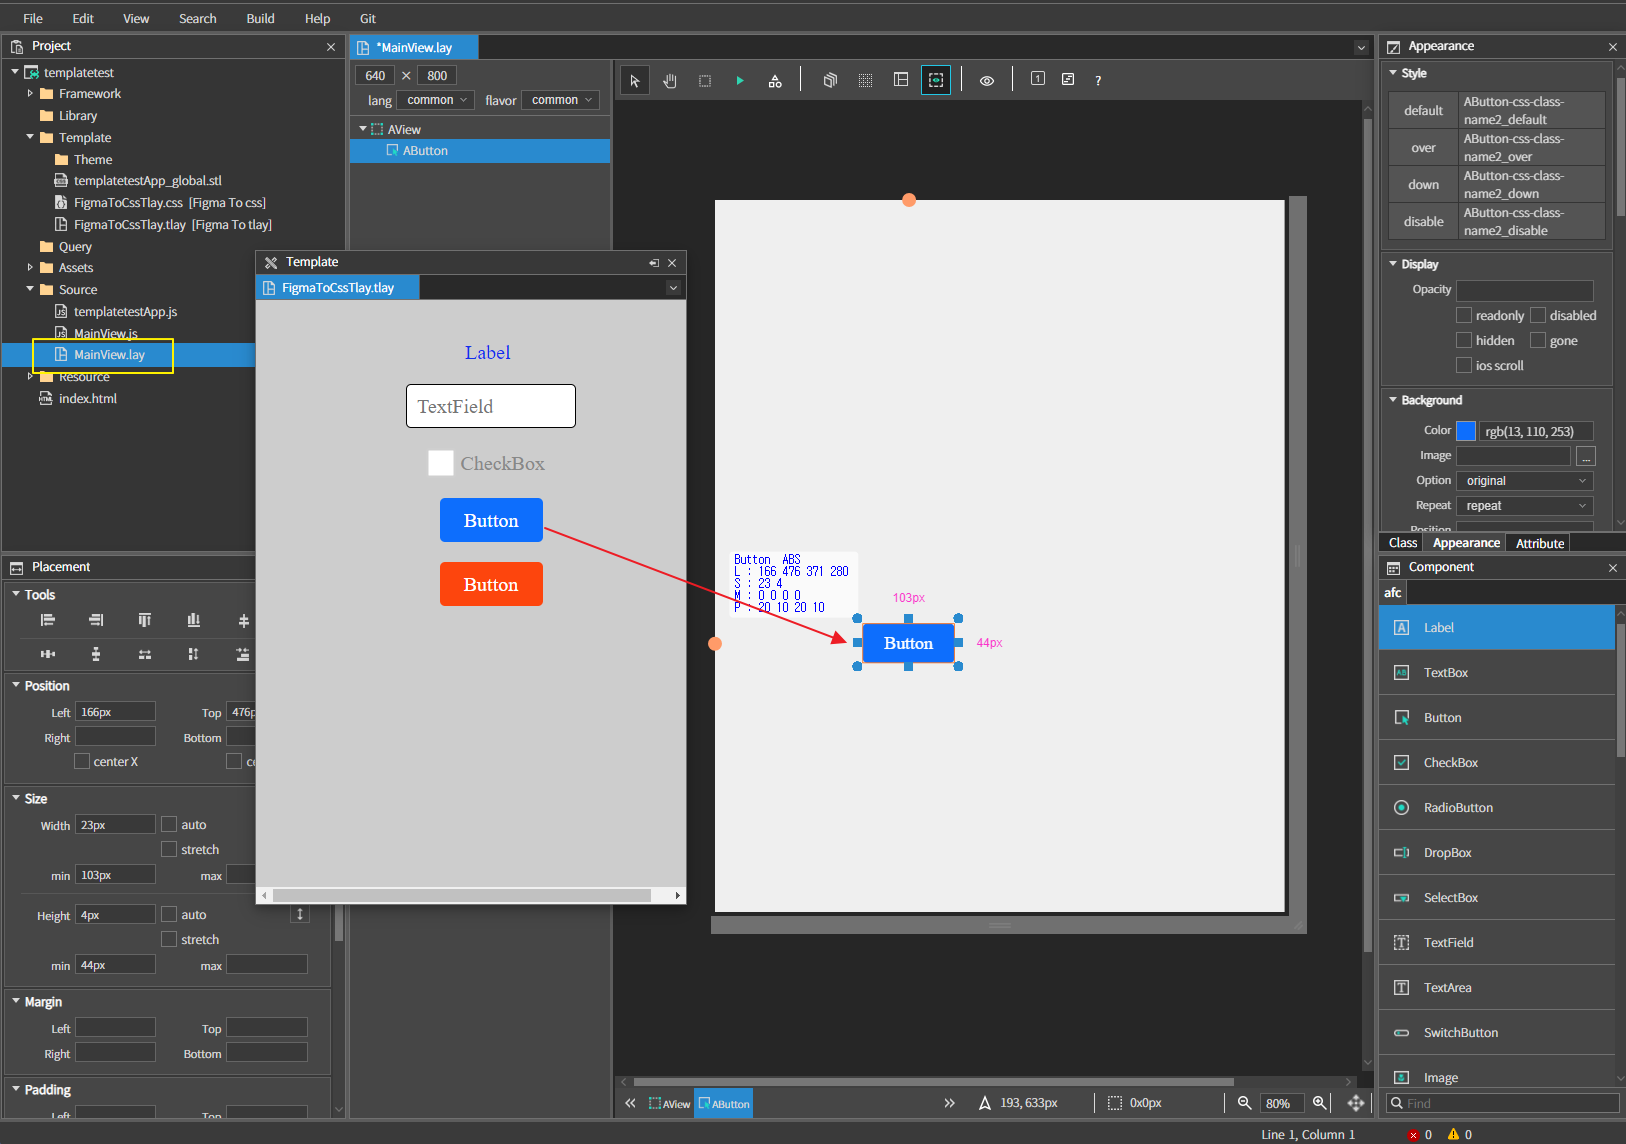 File Edit View Search Build Help Git
Project
templatetest
Framework
Library
Template
Theme
templatetestApp_global.stl
FigmaToCssTlay.css [Figma To css]
FigmaToCssTlay.tlay [Figma To tlay]
Query
Assets
Source
templatetestApp.js
MainView.js
MainView.lay
Resource
index.html
*MainView.lay
640 × 800
lang common flavor common
AView
AButton
1 ?
Template
FigmaToCssTlay.tlay
Label
TextField
CheckBox
Button
Button
Button ABS
L : 166 476 371 280
S : 23 4
M : 0 0 0 0
P : 20 10 20 10
103px
Button
44px
Placement
Tools
Position
Left 166px Top 476p
Right Bottom
center X ce
Size
Width 23px auto
stretch
min 103px max
Height 4px auto
stretch
min 44px max
Margin
Left Top
Right Bottom
Padding
Left Top
AView AButton 193, 633px 0x0px 80%
Appearance
Style
default AButton-css-class-
name2_default
over AButton-css-class-
name2_over
down AButton-css-class-
name2_down
disable AButton-css-class-
name2_disable
Display
Opacity
readonly disabled
hidden gone
ios scroll
Background
Color rgb(13, 110, 253)
Image ...
Option original
Repeat repeat
Position
Class Appearance Attribute
Component
afc
Label
TextBox
Button
CheckBox
RadioButton
DropBox
SelectBox
TextField
TextArea
SwitchButton
Image
Find
Line 1, Column 1 0 0